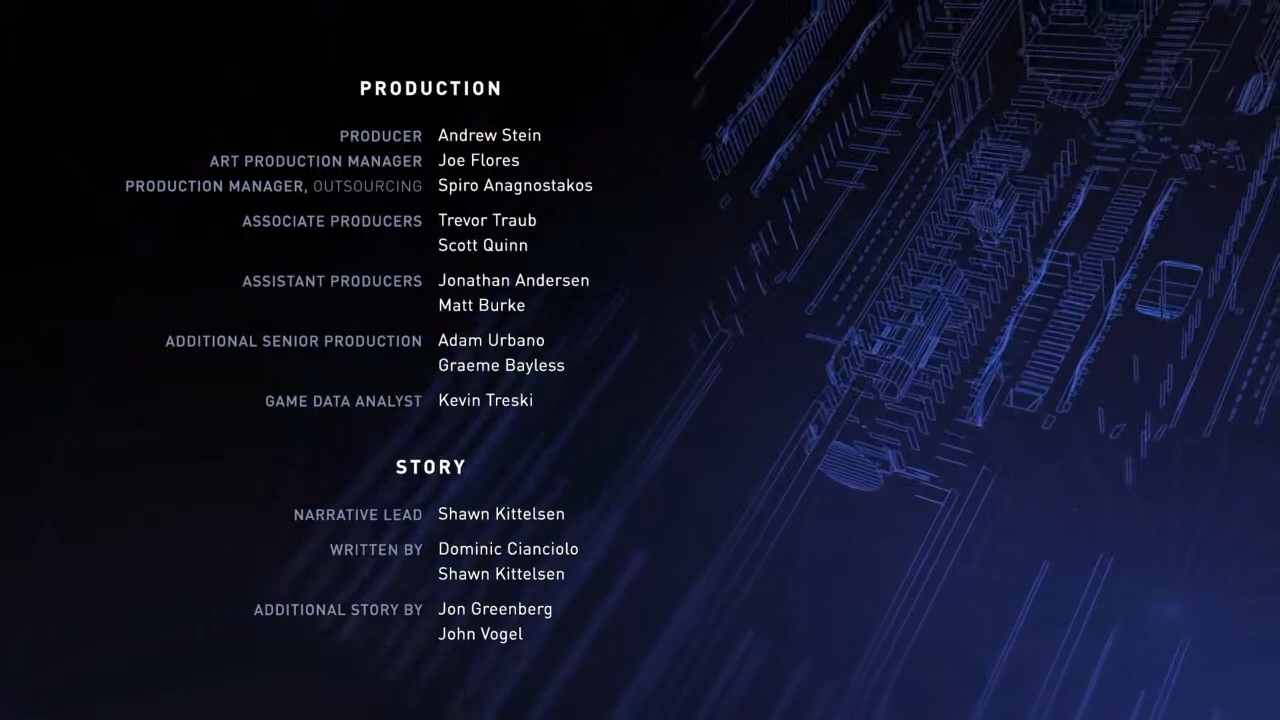 PRODUCTION
PRODUCER Andrew Stein
ART PRODUCTION MANAGER Joe Flores
PRODUCTION MANAGER, OUTSOURCING Spiro Anagnostakos
ASSOCIATE PRODUCERS Trevor Traub
Scott Quinn
ASSISTANT PRODUCERS Jonathan Andersen
Matt Burke
ADDITIONAL SENIOR PRODUCTION Adam Urbano
Graeme Bayless
GAME DATA ANALYST Kevin Treski
STORY
NARRATIVE LEAD Shawn Kittelsen
WRITTEN BY Dominic Cianciolo
Shawn Kittelsen
ADDITIONAL STORY BY Jon Greenberg
John Vogel